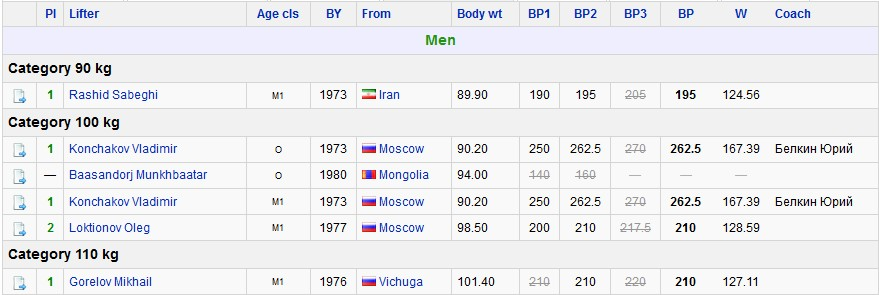 Pl Lifter Age cls BY From Body wt BP1 BP2 BP3 BP W Coach
Men
Category 90 kg
1 Rashid Sabeghi M1 1973 Iran 89.90 190 195 205 195 124.56
Category 100 kg
1 Konchakov Vladimir O 1973 Moscow 90.20 250 262.5 270 262.5 167.39 Белкин Юрий
— Baasandorj Munkhbaatar O 1980 Mongolia 94.00 140 160 — — —
1 Konchakov Vladimir M1 1973 Moscow 90.20 250 262.5 270 262.5 167.39 Белкин Юрий
2 Loktionov Oleg M1 1977 Moscow 98.50 200 210 217.5 210 128.59
Category 110 kg
1 Gorelov Mikhail M1 1976 Vichuga 101.40 210 210 220 210 127.11